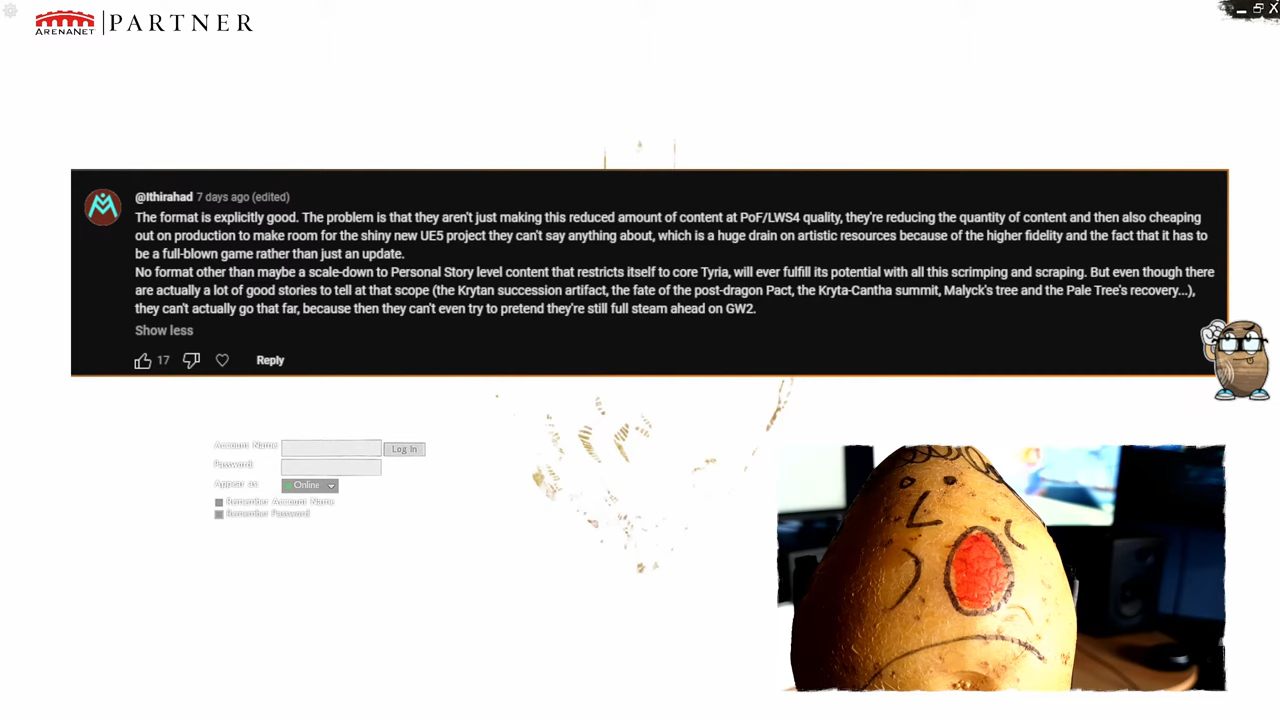 ARENANET
PARTNER
@Ithirahad 7 days ago (edited)
The format is explicitly good. The problem is that they aren't just making this reduced amount of content at PoF/LWS4 quality, they're reducing the quantity of content and then also cheaping
out on production to make room for the shiny new UE5 project they can't say anything about, which is a huge drain on artistic resources because of the higher fidelity and the fact that it has to
be a full-blown game rather than just an update.
No format other than maybe a scale-down to Personal Story level content that restricts itself to core Tyria, will ever fulfill its potential with all this scrimping and scraping. But even though there
are actually a lot of good stories to tell at that scope (the Krytan succession artifact, the fate of the post-dragon Pact, the Kryta-Cantha summit, Malyck's tree and the Pale Tree's recovery...),
they can't actually go that far, because then they can't even try to pretend they're still full steam ahead on GW2.
Show less
17 Reply
Account Name
Log In
Password:
Appear as:
Online
Remember Account Name
Remember Password